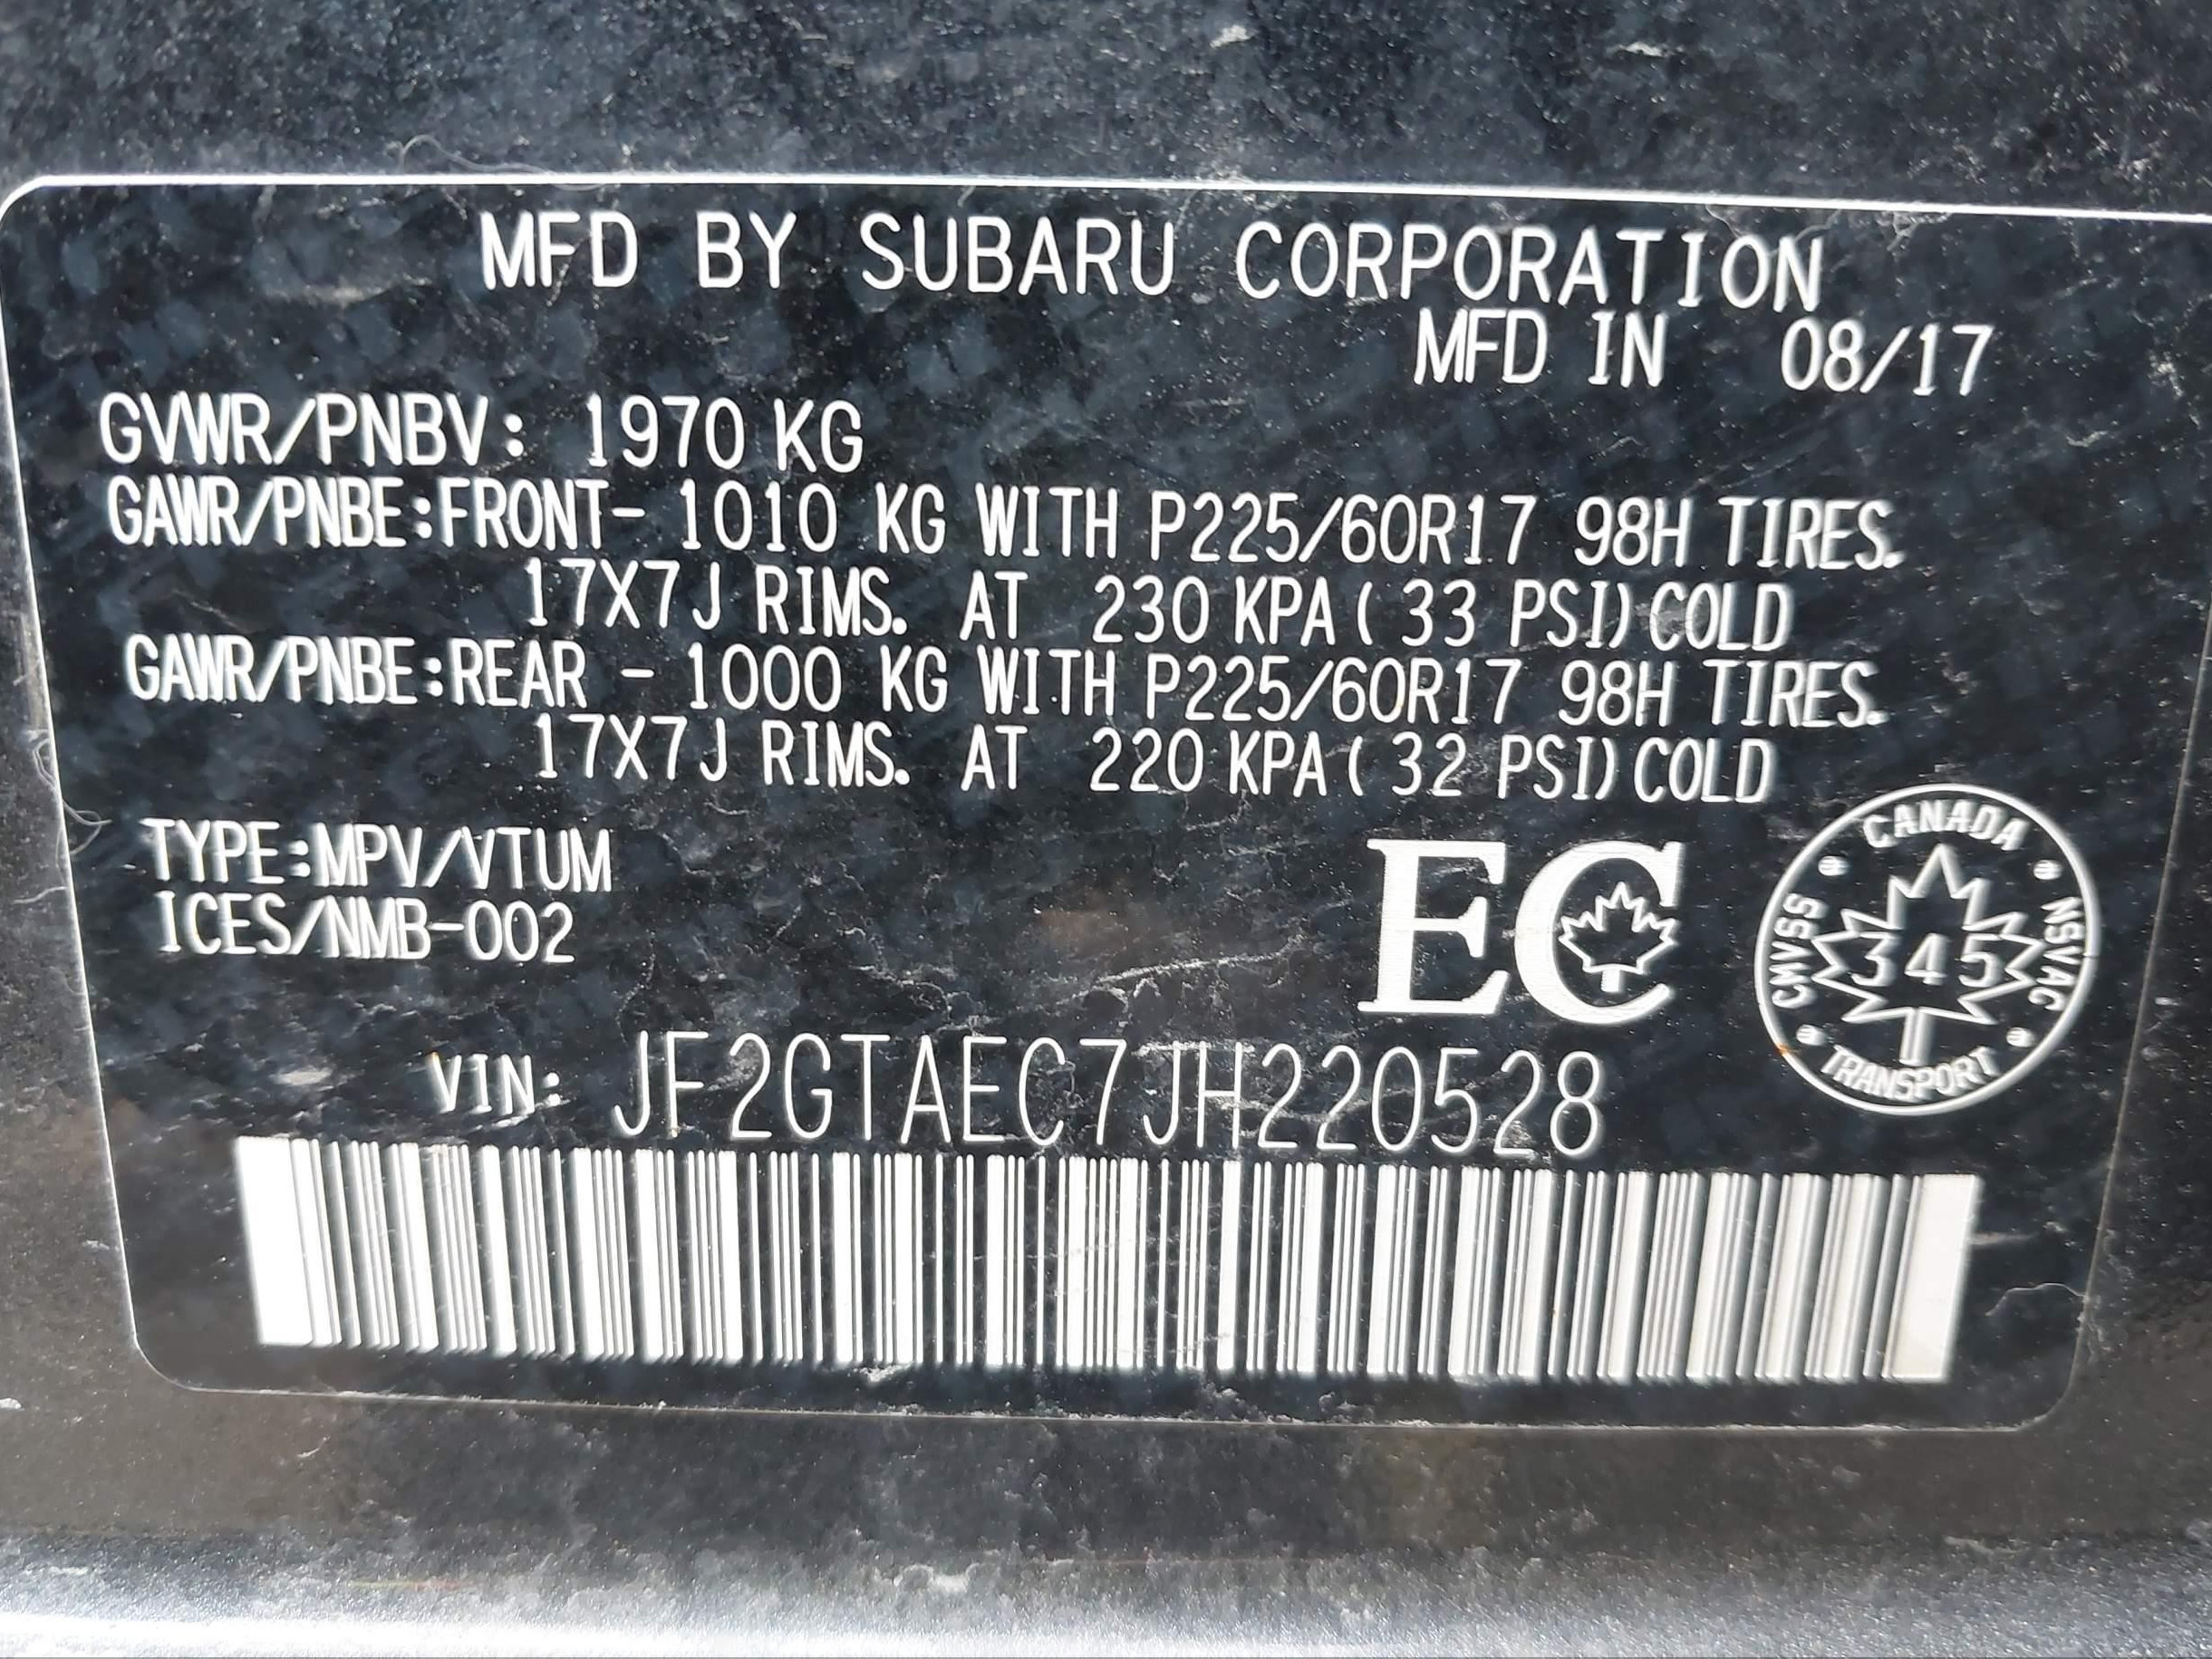 MFD BY SUBARU CORPORATION
MFD IN 08/17
GVWR/PNBV: 1970 KG
GAWR/PNBE:FRONT- 1010 KG WITH P225/60R17 98H TIRES.
17X7J RIMS. AT 230 KPA( 33 PSI)COLD
GAWR/PNBE:REAR - 1000 KG WITH P225/60R17 98H TIRES.
17X7J RIMS. AT 220 KPA( 32 PSI)COLD
TYPE:MPV/VTUM
ICES/NMB-002
EC
CANADA
CMVSS
345
NSVAC
TRANSPORT
VIN: JF2GTAEC7JH220528